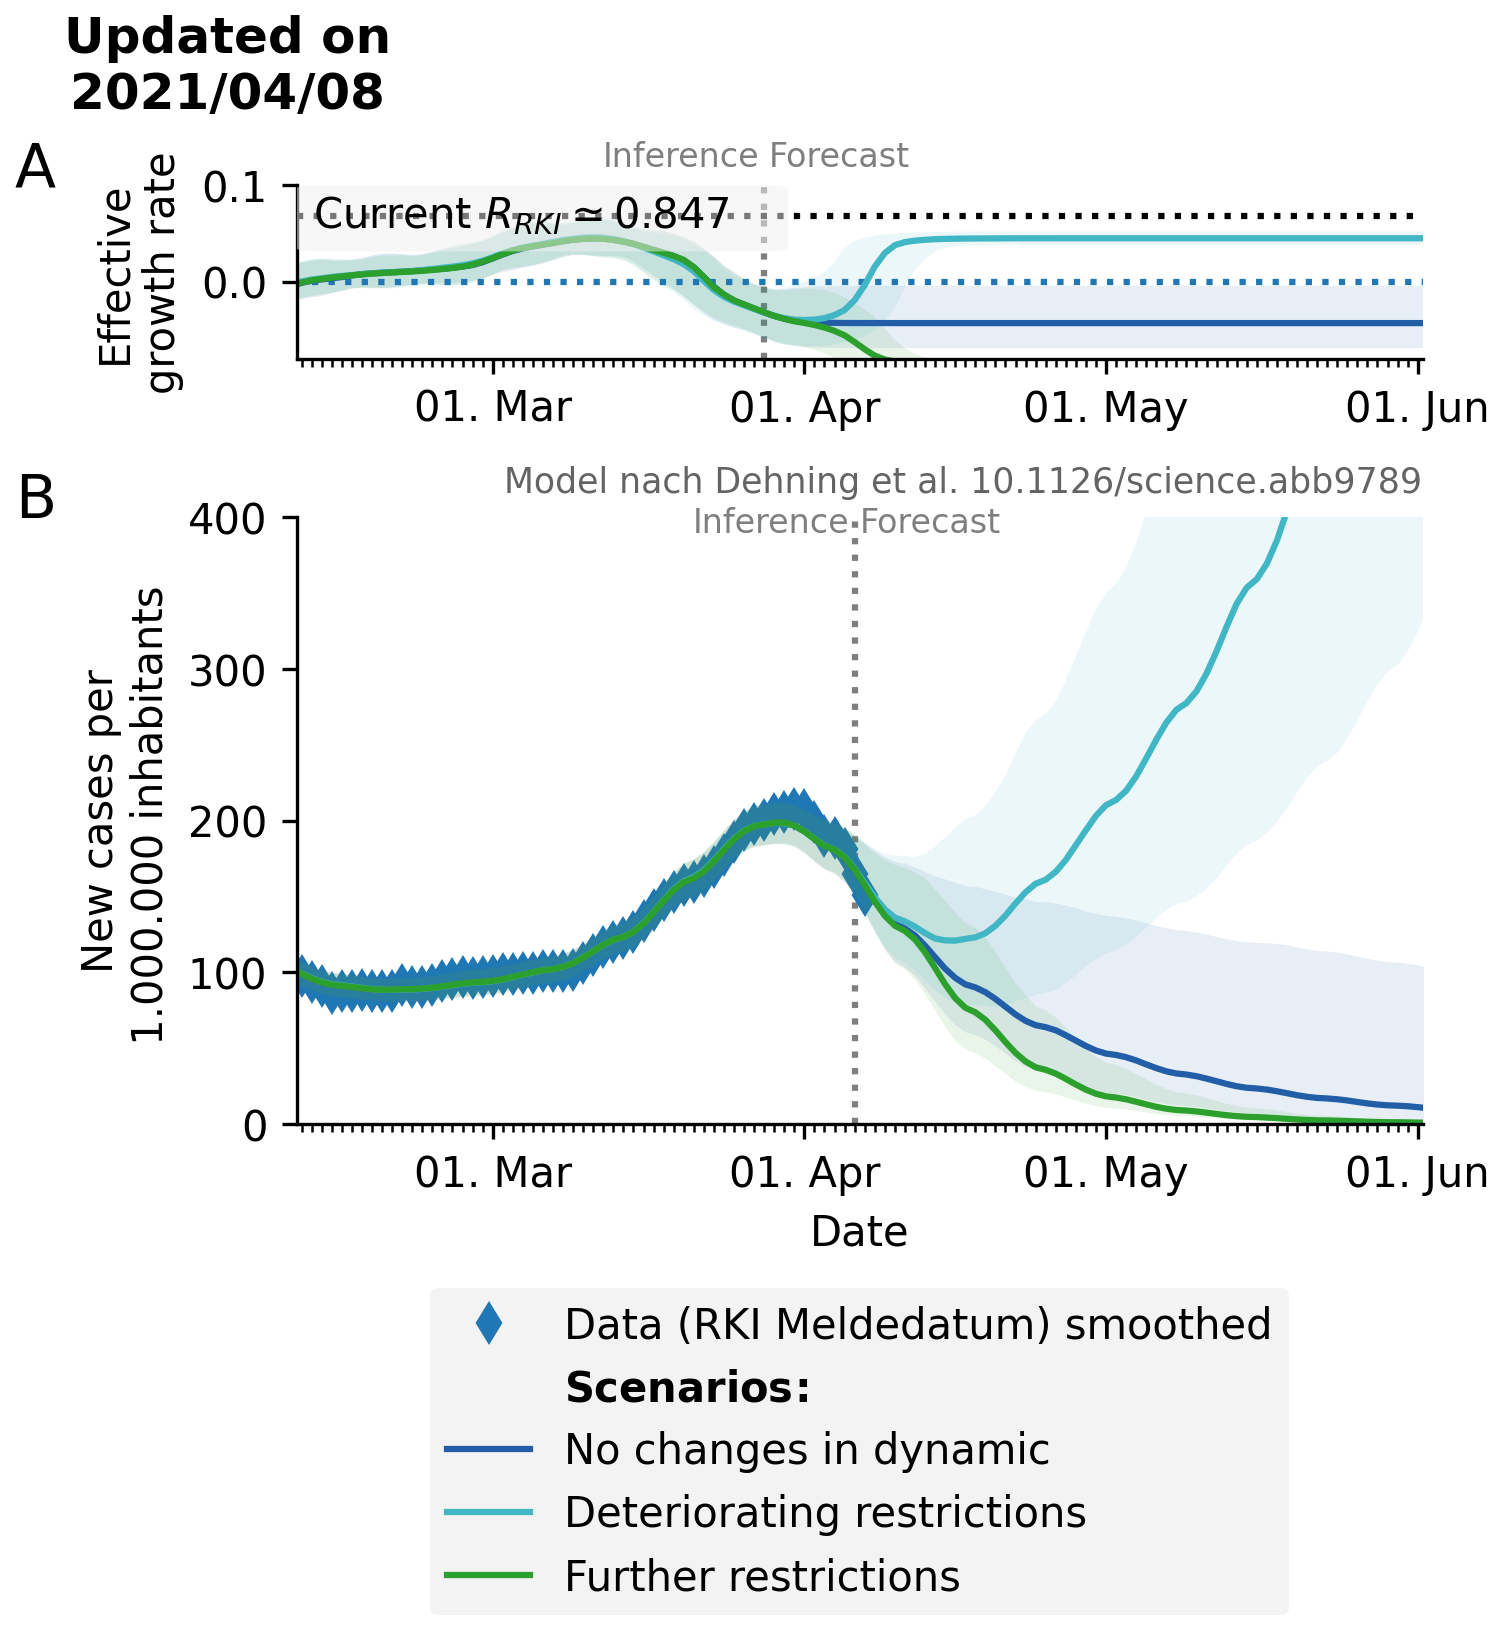 Updated on
2021/04/08
A
Inference Forecast
Effective
growth rate
0.1
0.0
Current R_RKI ≃ 0.847
01. Mar
01. Apr
01. May
01. Jun
B
Model nach Dehning et al. 10.1126/science.abb9789
Inference Forecast
New cases per
1.000.000 inhabitants
400
300
200
100
0
01. Mar
01. Apr
01. May
01. Jun
Date
Data (RKI Meldedatum) smoothed
Scenarios:
No changes in dynamic
Deteriorating restrictions
Further restrictions